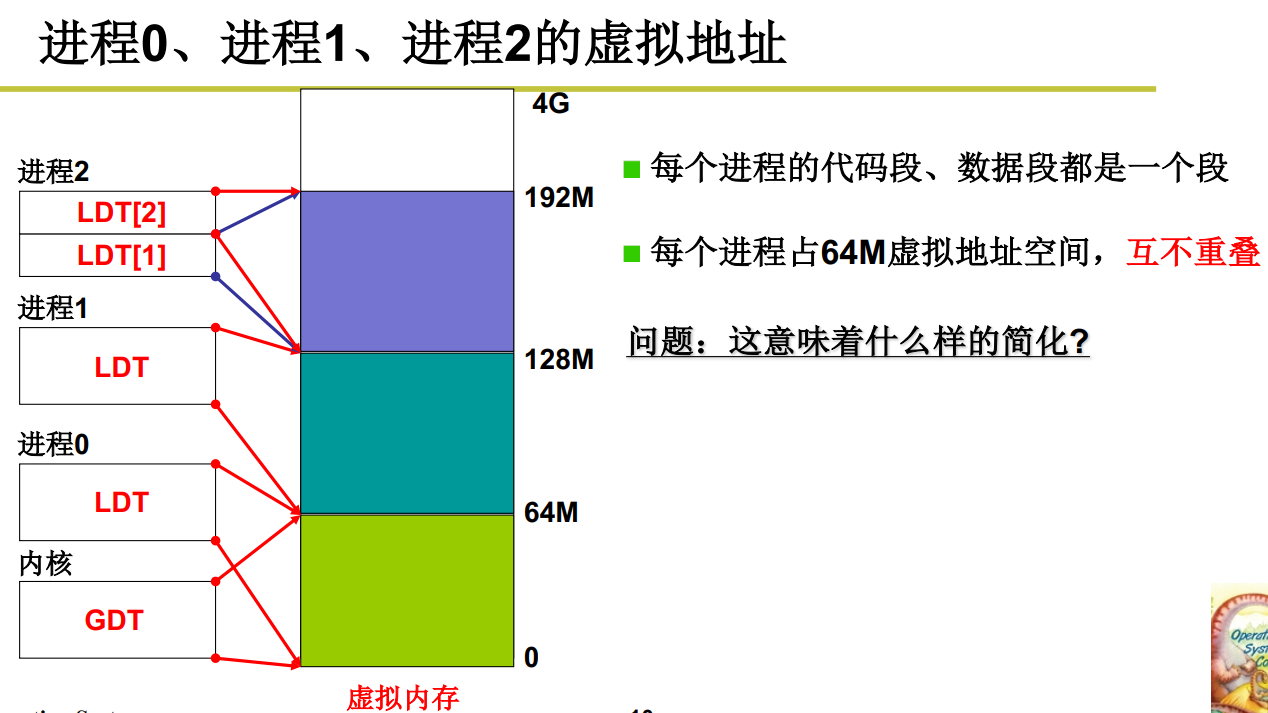 进程0、进程1、进程2的虚拟地址
4G
进程2
LDT[2]
LDT[1]
192M
进程1
LDT
128M
进程0
LDT
64M
内核
GDT
0
虚拟内存
每个进程的代码段、数据段都是一个段
每个进程占64M虚拟地址空间，互不重叠
问题：这意味着什么样的简化?